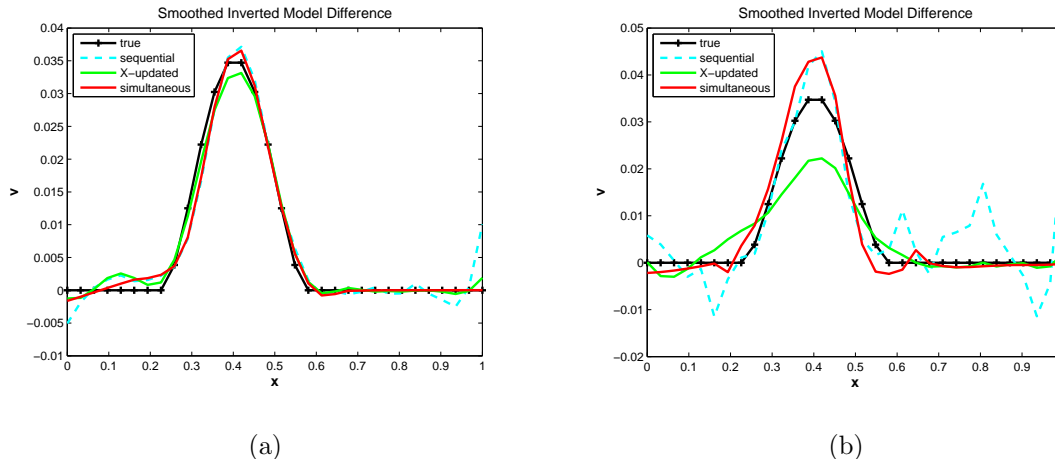 Smoothed Inverted Model Difference
0.04
0.035
0.03
0.025
0.02
0.015
0.01
0.005
0
−0.005
−0.01
v
true
sequential
X−updated
simultaneous
0 0.1 0.2 0.3 0.4 0.5 0.6 0.7 0.8 0.9 1
x
(a)
Smoothed Inverted Model Difference
0.05
0.04
0.03
0.02
0.01
0
−0.01
−0.02
v
true
sequential
X−updated
simultaneous
0 0.1 0.2 0.3 0.4 0.5 0.6 0.7 0.8 0.9
x
(b)